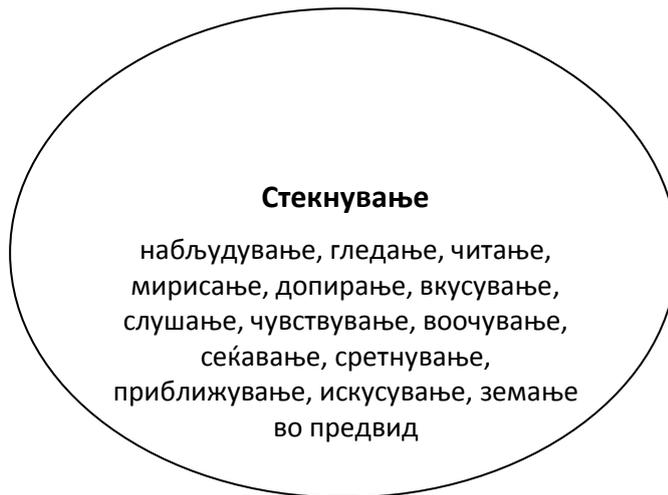 Стекнување
набљудување, гледање, читање,
мирисање, допирање, вкусување,
слушање, чувствување, воочување,
сеќавање, сретнување,
приближување, искусување, земање
во предвид